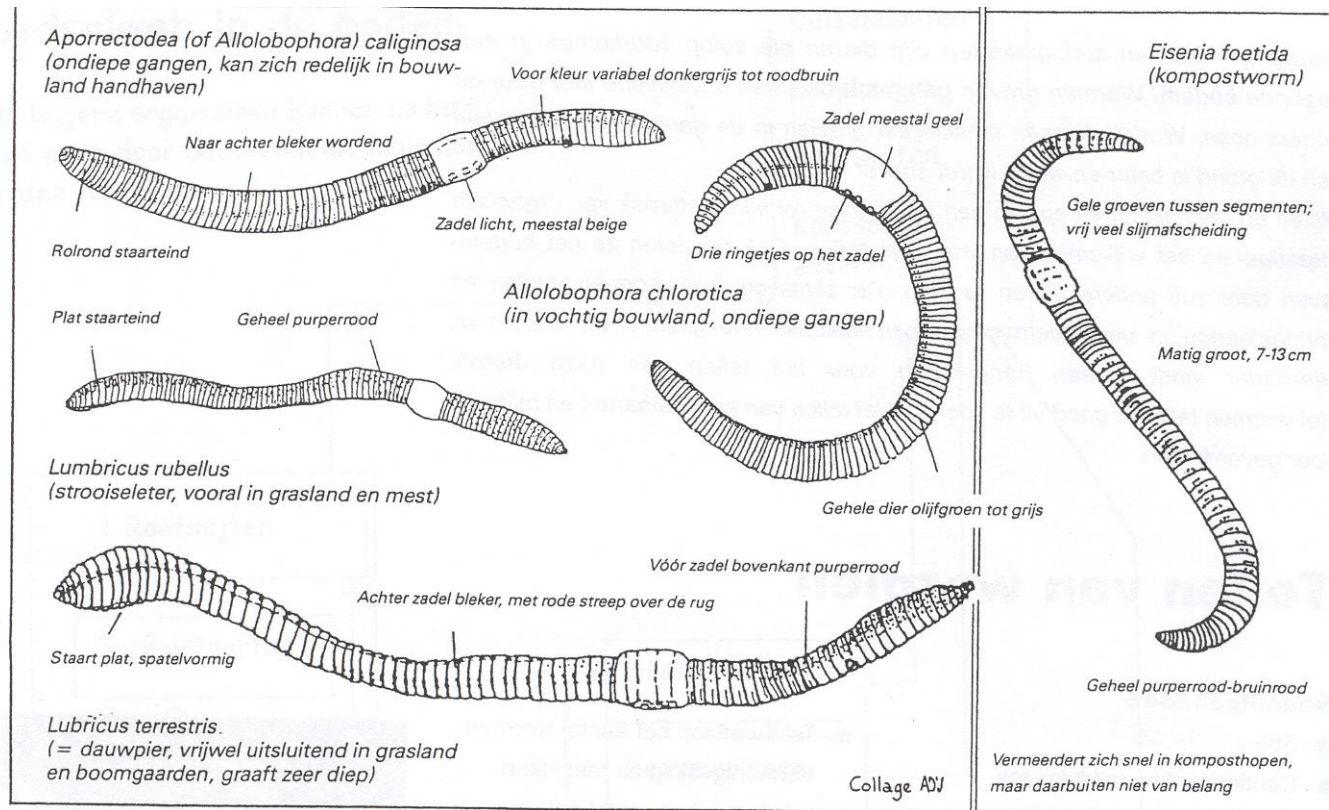 Aporrectodea (of Allolobophora) caliginosa
(ondiepe gangen, kan zich redelijk in bouw-
land handhaven)
Voor kleur variabel donkergrijs tot roodbruin
Naar achter bleker wordend
Zadel licht, meestal beige
Rolrond staarteind
Zadel meestal geel
Drie ringetjes op het zadel
Allolobophora chlorotica
(in vochtig bouwland, ondiepe gangen)
Gehele dier olijfgroen tot grijs
Plat staarteind
Geheel purperrood
Lumbricus rubellus
(strooiseleter, vooral in grasland en mest)
Vóór zadel bovenkant purperrood
Achter zadel bleker, met rode streep over de rug
Staart plat, spatelvormig
Lubricus terrestris.
(= dauwpier, vrijwel uitsluitend in grasland
en boomgaarden, graaft zeer diep)
Collage ADV
Eisenia foetida
(kompostworm)
Gele groeven tussen segmenten;
vrij veel slijmafscheiding
Matig groot, 7-13 cm
Geheel purperrood-bruinrood
Vermeerdert zich snel in komposthopen,
maar daarbuiten niet van belang